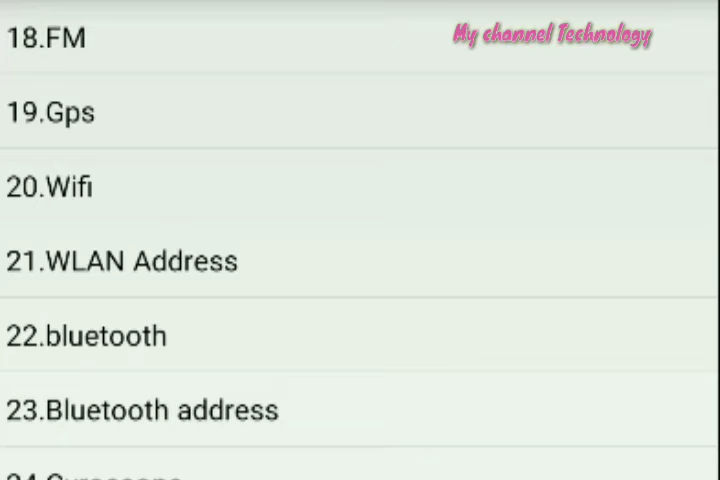 18.FM
My channel Technology
19.Gps
20.Wifi
21.WLAN Address
22.bluetooth
23.Bluetooth address